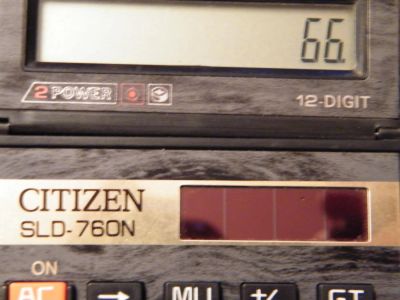 66.
2 POWER
12-DIGIT
CITIZEN
SLD-760N
ON
AC → MU +/- GT